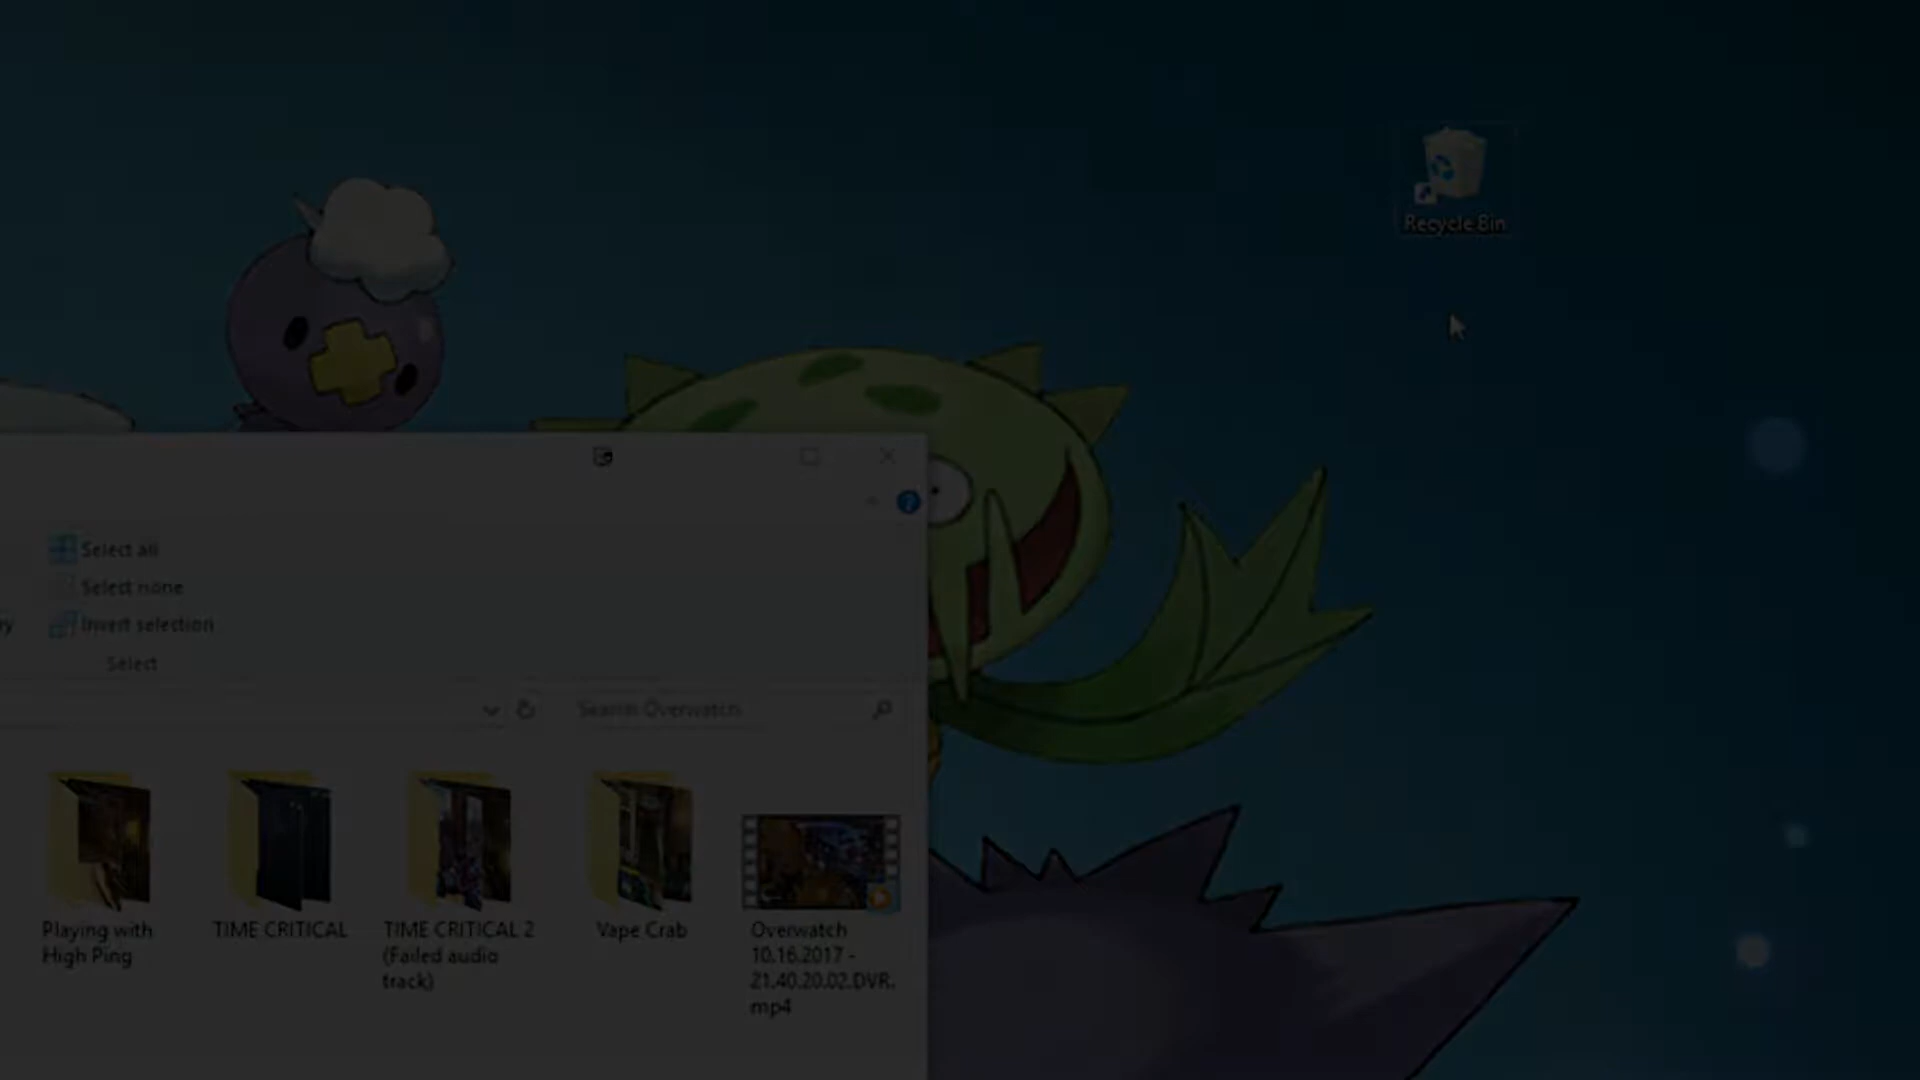 Recycle Bin
Select all
Select none
ry
Invert selection
Select
Search Overwatch
Playing with
High Ping
TIME CRITICAL
TIME CRITICAL 2
(Failed audio
track)
Vape Crab
Overwatch
10.16.2017 -
21.40.20.02.DVR.
mp4